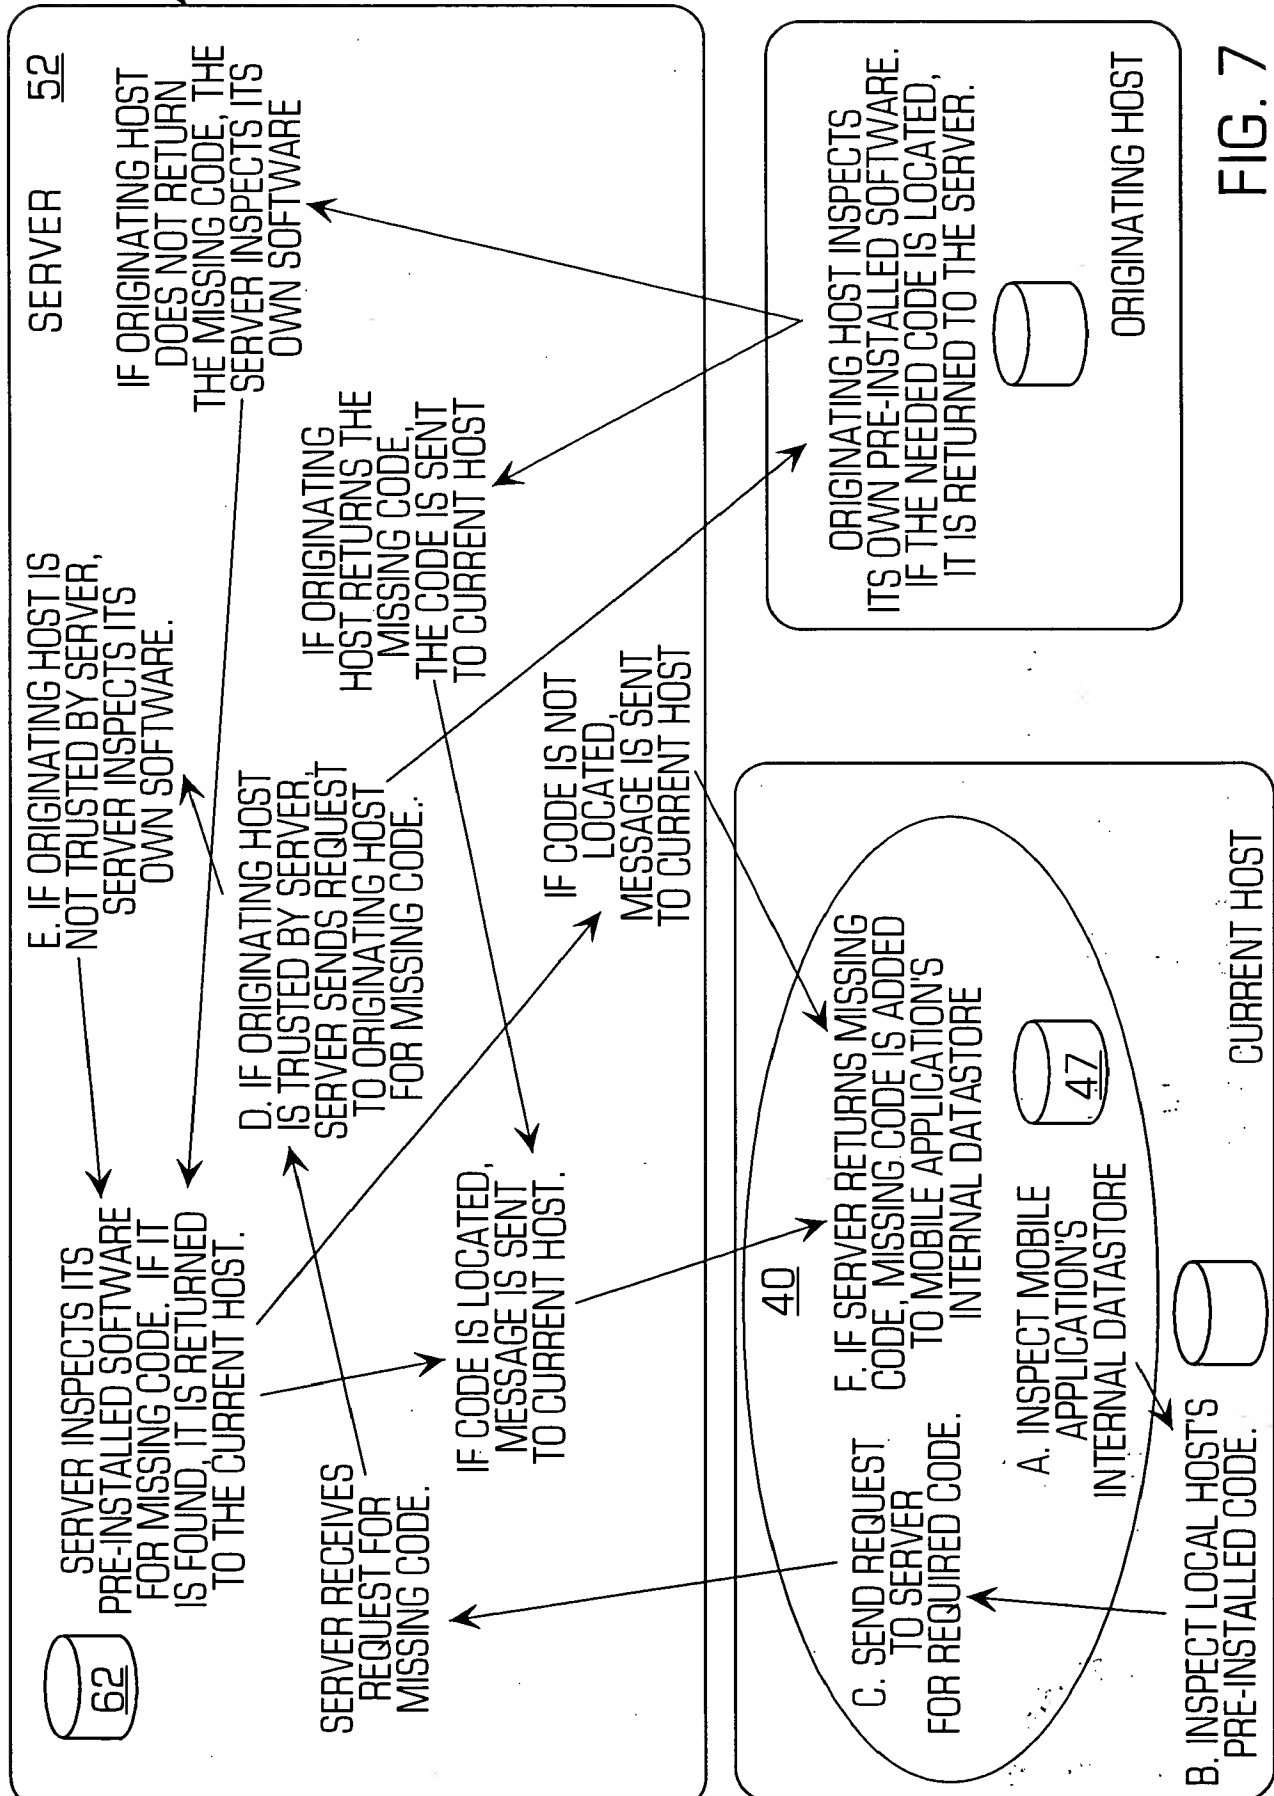 SERVER 52
62
SERVER INSPECTS ITS
PRE-INSTALLED SOFTWARE
FOR MISSING CODE. IF IT
IS FOUND, IT IS RETURNED
TO THE CURRENT HOST.
E. IF ORIGINATING HOST IS
NOT TRUSTED BY SERVER,
SERVER INSPECTS ITS
OWN SOFTWARE.
IF ORIGINATING HOST
DOES NOT RETURN
THE MISSING CODE, THE
SERVER INSPECTS ITS
OWN SOFTWARE
SERVER RECEIVES
REQUEST FOR
MISSING CODE.
D. IF ORIGINATING HOST
IS TRUSTED BY SERVER,
SERVER SENDS REQUEST
TO ORIGINATING HOST
FOR MISSING CODE.
IF ORIGINATING
HOST RETURNS THE
MISSING CODE,
THE CODE IS SENT
TO CURRENT HOST
IF CODE IS LOCATED,
MESSAGE IS SENT
TO CURRENT HOST.
IF CODE IS NOT
LOCATED,
MESSAGE IS SENT
TO CURRENT HOST
40
C. SEND REQUEST
TO SERVER
FOR REQUIRED CODE.
F. IF SERVER RETURNS MISSING
CODE, MISSING CODE IS ADDED
TO MOBILE APPLICATION'S
INTERNAL DATASTORE
47
A. INSPECT MOBILE
APPLICATION'S
INTERNAL DATASTORE
B. INSPECT LOCAL HOST'S
PRE-INSTALLED CODE.
CURRENT HOST
ORIGINATING HOST INSPECTS
ITS OWN PRE-INSTALLED SOFTWARE.
IF THE NEEDED CODE IS LOCATED,
IT IS RETURNED TO THE SERVER.
ORIGINATING HOST
FIG. 7